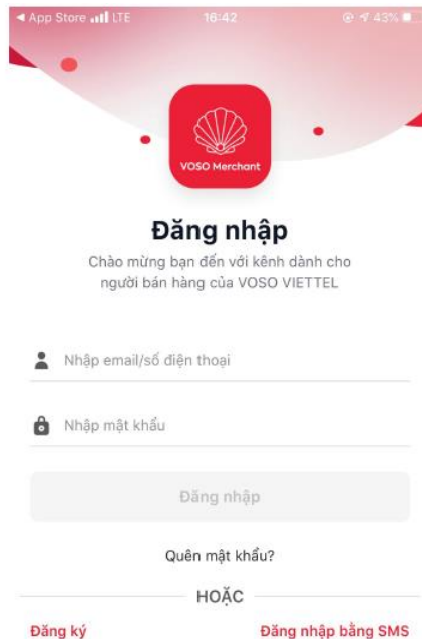 App Store LTE 16:42 43%
VOSO Merchant
Đăng nhập
Chào mừng bạn đến với kênh dành cho
người bán hàng của VOSO VIETTEL
Nhập email/số điện thoại
Nhập mật khẩu
Đăng nhập
Quên mật khẩu?
HOẶC
Đăng ký Đăng nhập bằng SMS